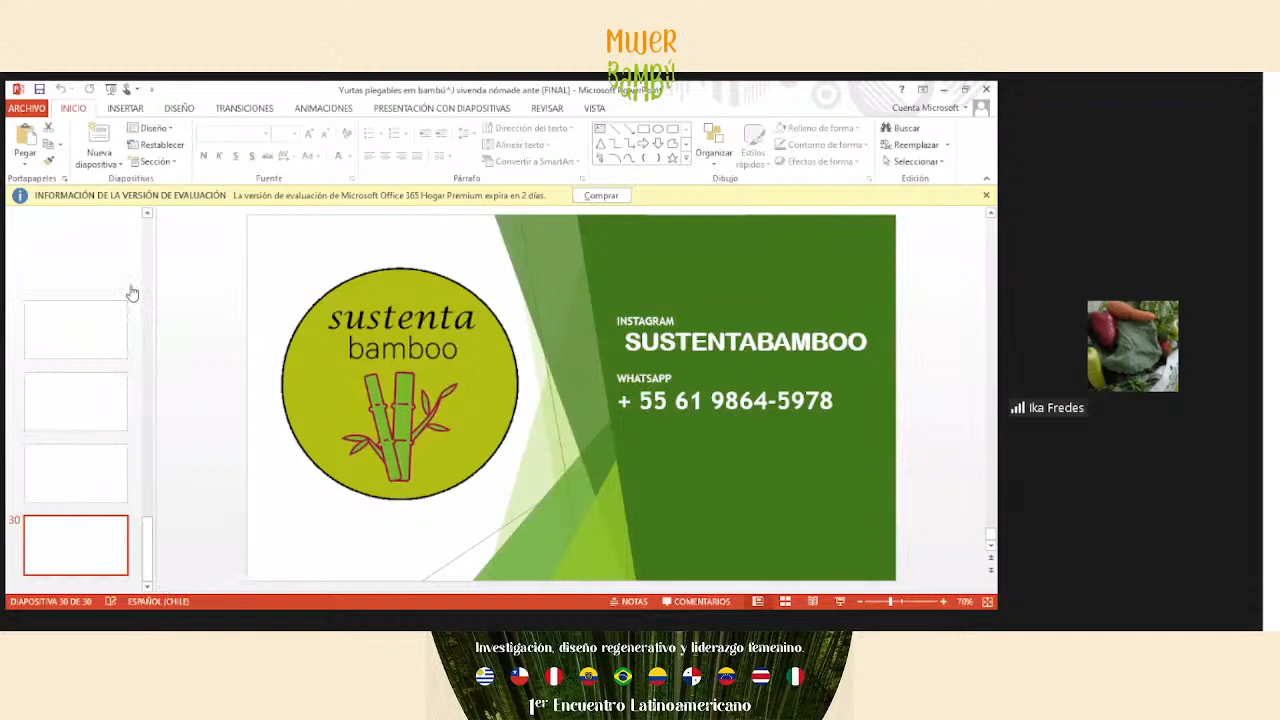 MUJER
BAMBÚ
Yurtas plegables em bambú^J vivenda nómade ante (FINAL) - Microsoft PowerPoint
ARCHIVO INICIO INSERTAR DISEÑO TRANSICIONES ANIMACIONES PRESENTACIÓN CON DIAPOSITIVAS REVISAR VISTA Cuenta Microsoft
Pegar
Nueva
diapositiva
Diseño
Restablecer
Sección
N K S S abc AV Aa A
Dirección del texto
Alinear texto
Convertir a SmartArt
Organizar
Estilos
rápidos
Relleno de forma
Contorno de forma
Efectos de forma
Buscar
Reemplazar
Seleccionar
Portapapeles Diapositivas Fuente Párrafo Dibujo Edición
INFORMACIÓN DE LA VERSIÓN DE EVALUACIÓN La versión de evaluación de Microsoft Office 365 Hogar Premium expira en 2 días. Comprar
sustenta
bamboo
INSTAGRAM
SUSTENTABAMBOO
WHATSAPP
+ 55 61 9864-5978
Ika Fredes
30
DIAPOSITIVA 30 DE 30 ESPAÑOL (CHILE) NOTAS COMENTARIOS 70%
Investigación, diseño regenerativo y liderazgo femenino.
1er Encuentro Latinoamericano